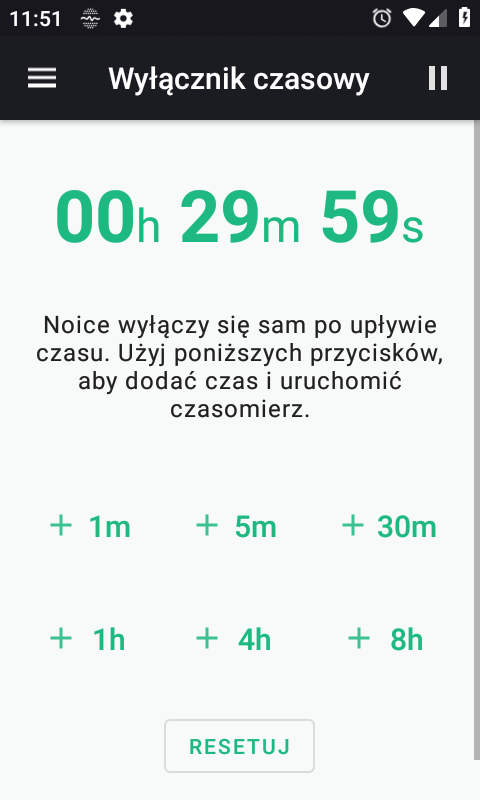 11:51
Wyłącznik czasowy
00h 29m 59s
Noice wyłączy się sam po upływie
czasu. Użyj poniższych przycisków,
aby dodać czas i uruchomić
czasomierz.
+ 1m + 5m + 30m
+ 1h + 4h + 8h
RESETUJ